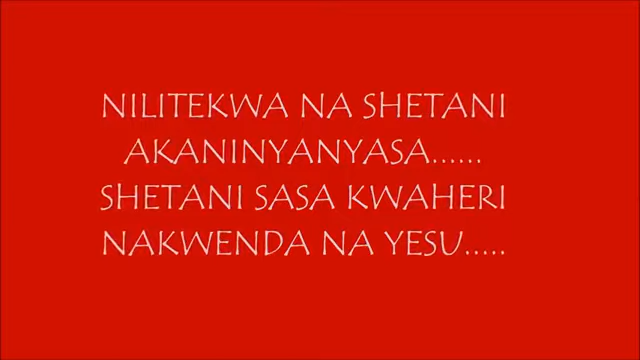 NILITEKWA NA SHETANI
AKANINYANYASA......
SHETANI SASA KWAHERI
NAKWENDA NA YESU.....